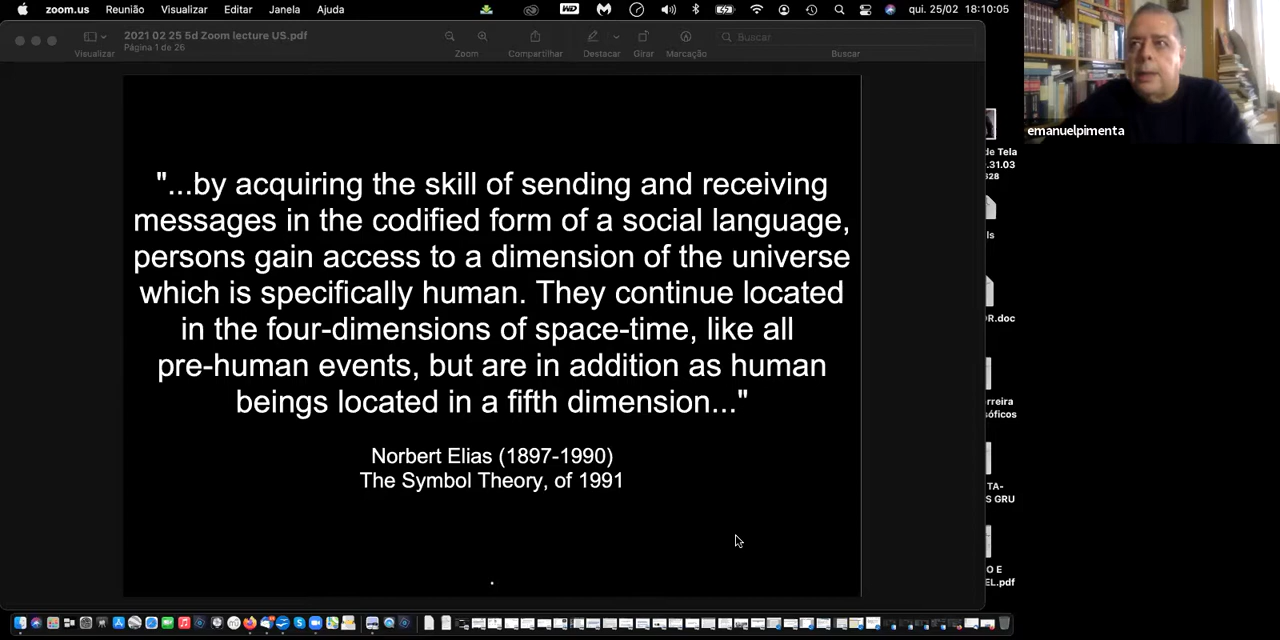 zoom.us Reunião Visualizar Editar Janela Ajuda qui. 25/02 18:10:05
2021 02 25 5d Zoom lecture US.pdf
Página 1 de 26
Buscar
Visualizar Zoom Compartilhar Destacar Girar Marcação Buscar
emanuelpimenta
"...by acquiring the skill of sending and receiving
messages in the codified form of a social language,
persons gain access to a dimension of the universe
which is specifically human. They continue located
in the four-dimensions of space-time, like all
pre-human events, but are in addition as human
beings located in a fifth dimension..."
Norbert Elias (1897-1990)
The Symbol Theory, of 1991
.
de Tela
.31.03
628
ls
OR.doc
rreira
sóficos
TA-
S GRU
O E
EL.pdf